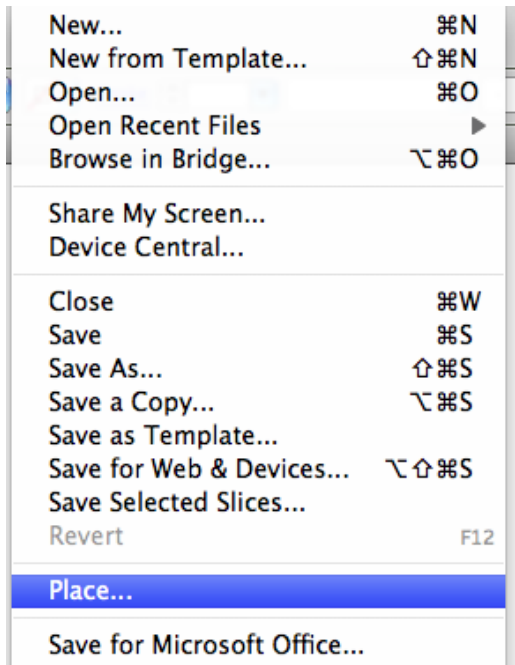 New... ⌘N
New from Template... ⇧⌘N
Open... ⌘O
Open Recent Files ▶
Browse in Bridge... ⌥⌘O
Share My Screen...
Device Central...
Close ⌘W
Save ⌘S
Save As... ⇧⌘S
Save a Copy... ⌥⌘S
Save as Template...
Save for Web & Devices... ⌥⇧⌘S
Save Selected Slices...
Revert F12
Place...
Save for Microsoft Office...